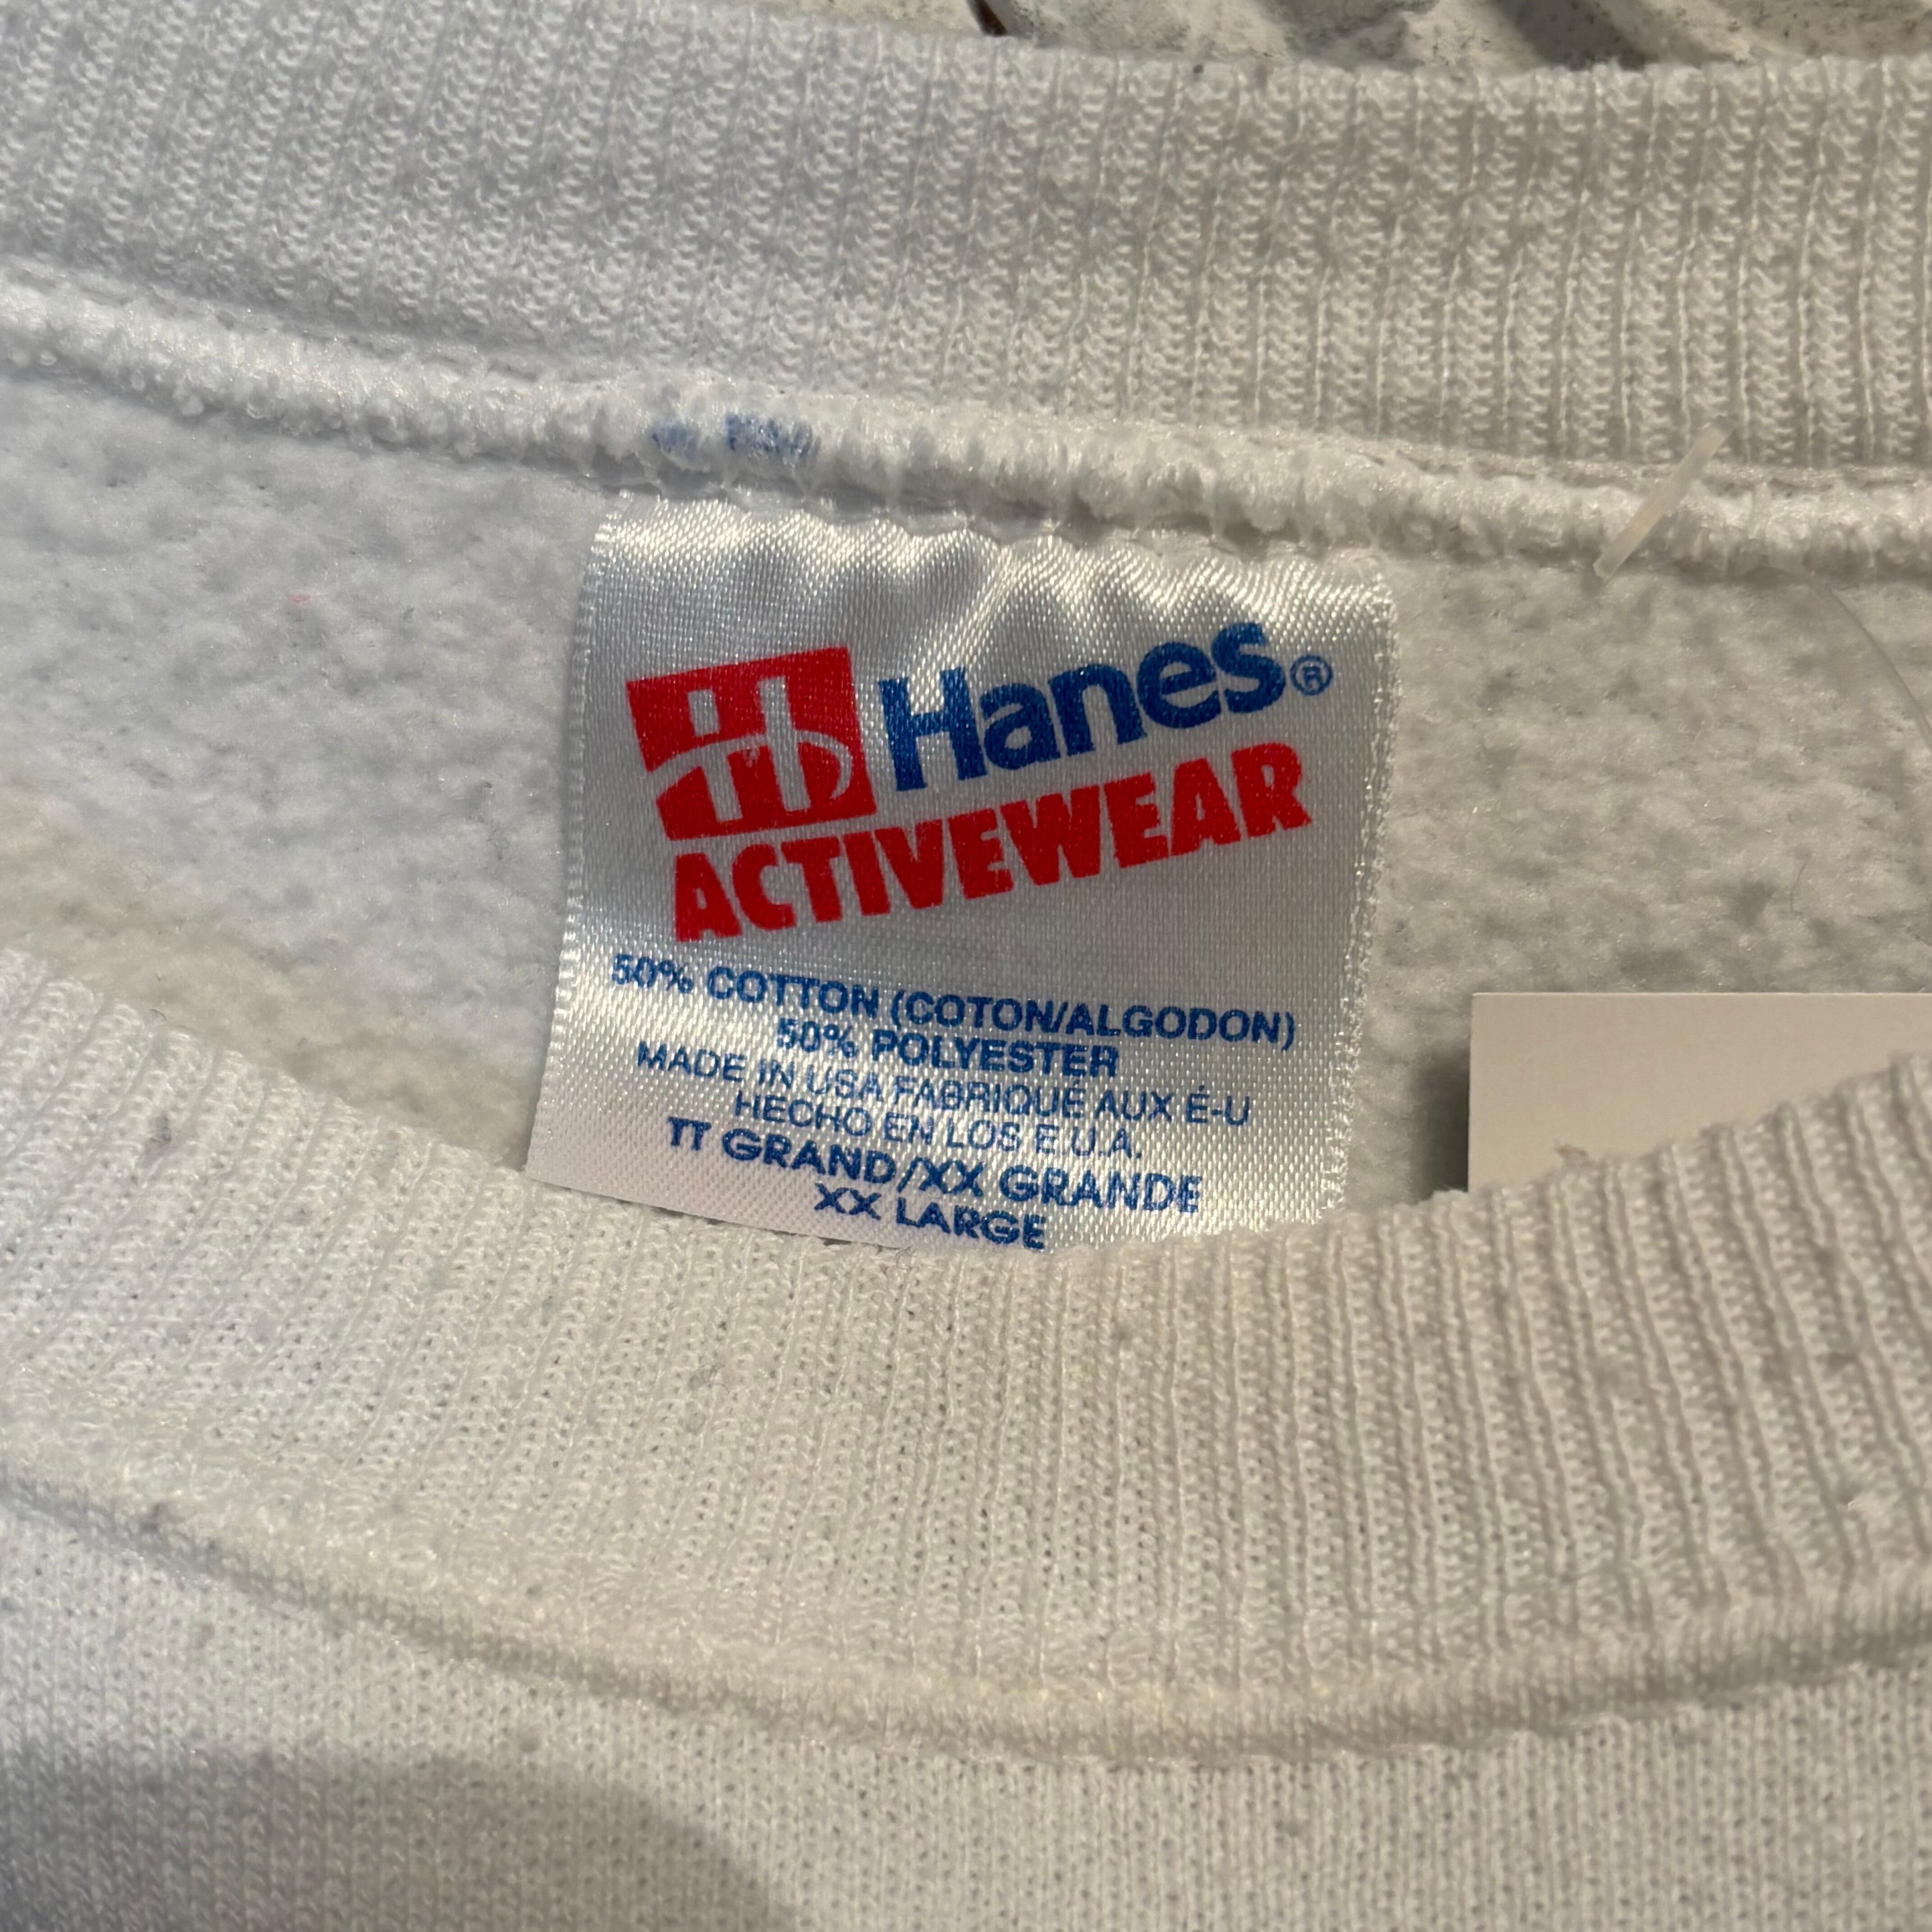 Hanes®
ACTIVEWEAR
50% COTTON (COTON/ALGODON)
50% POLYESTER
MADE IN USA FABRIQUÉ AUX É-U
HECHO EN LOS E.U.A.
TT GRAND/XX GRANDE
XX LARGE